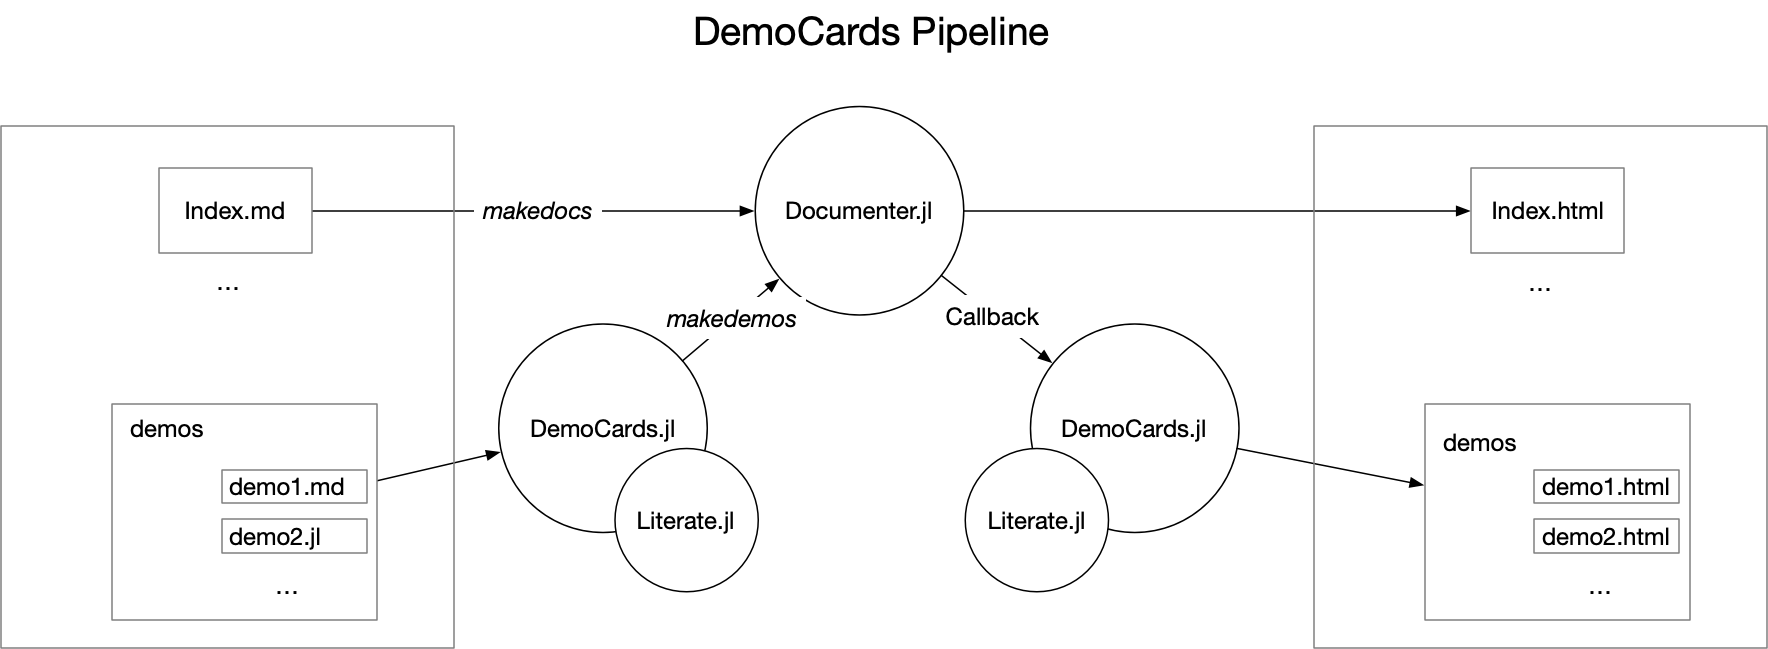 DemoCards Pipeline
Index.md
makedocs
Documenter.jl
Index.html
...
...
makedemos
Callback
demos
DemoCards.jl
DemoCards.jl
demos
demo1.md
demo1.html
Literate.jl
Literate.jl
demo2.jl
demo2.html
...
...